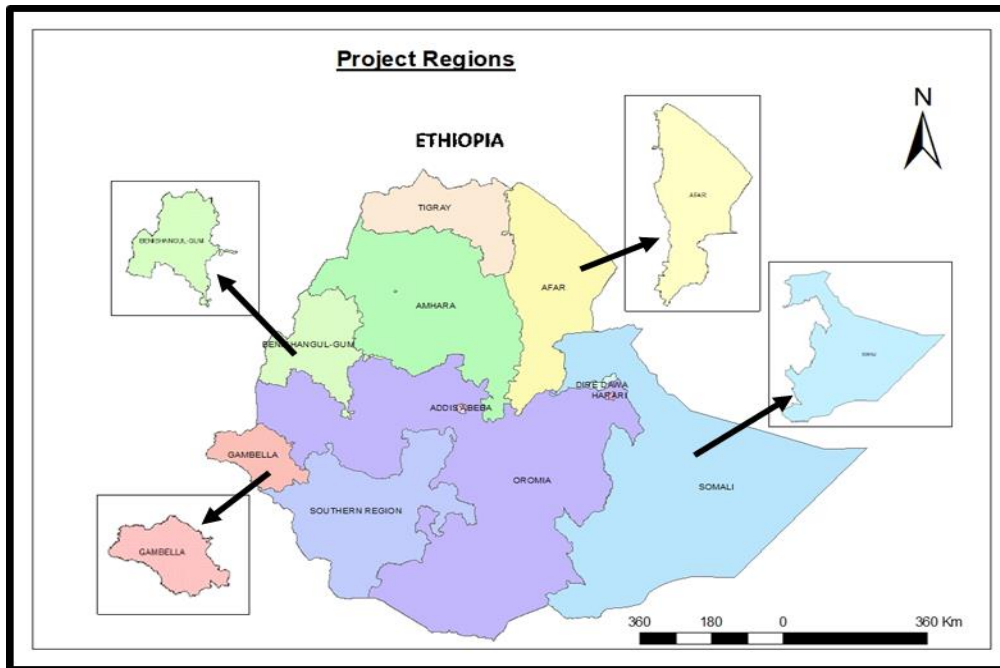 Project Regions
N
ETHIOPIA
AFAR
TIGRAY
BENISHANGUL-GUM
AFAR
AMHARA
BENISHANGUL-GUM
DIRE DAWA
HARARI
ADDIS ABEBA
GAMBELLA
OROMIA
SOMALI
SOUTHERN REGION
GAMBELLA
360 180 0 360 Km